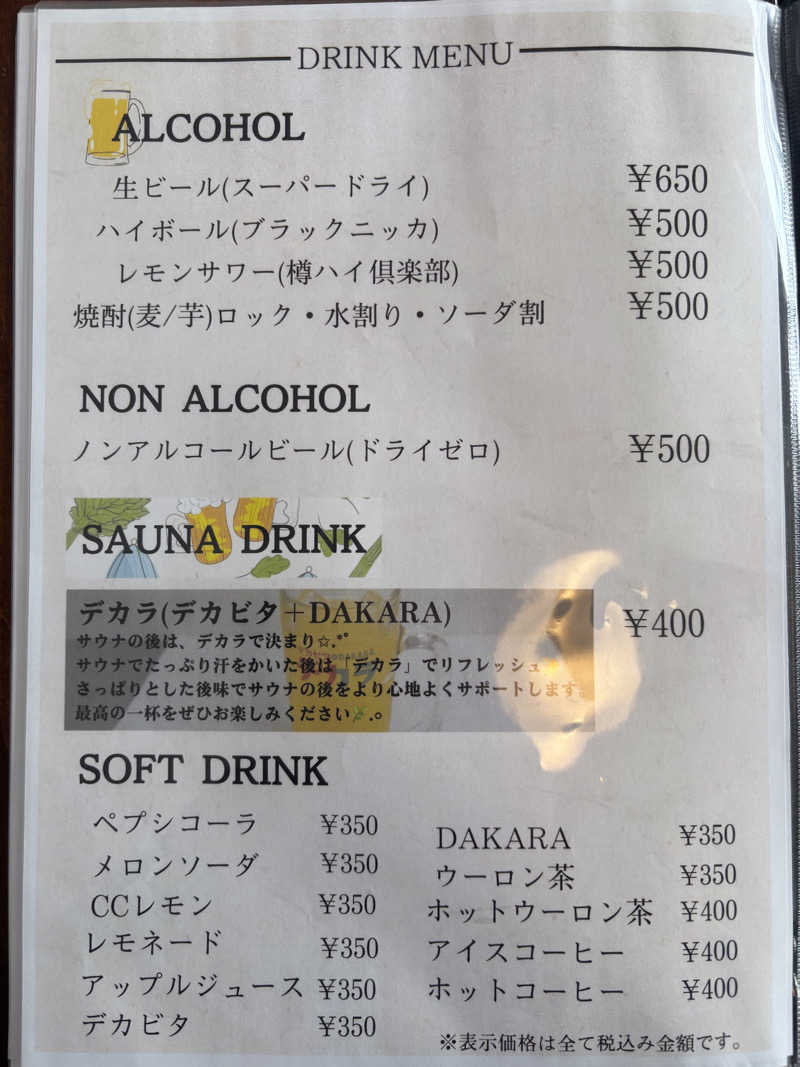 DRINK MENU
ALCOHOL
生ビール(スーパードライ) ¥650
ハイボール(ブラックニッカ) ¥500
レモンサワー(樽ハイ倶楽部) ¥500
焼酎(麦/芋)ロック・水割り・ソーダ割 ¥500
NON ALCOHOL
ノンアルコールビール(ドライゼロ) ¥500
SAUNA DRINK
デカラ(デカビタ+DAKARA) ¥400
サウナの後は、デカラで決まり✩.*˚
サウナでたっぷり汗をかいた後は「デカラ」でリフレッシュ
さっぱりとした後味でサウナの後をより心地よくサポートします。
最高の一杯をぜひお楽しみください.。
SOFT DRINK
ペプシコーラ ¥350
メロンソーダ ¥350
CCレモン ¥350
レモネード ¥350
アップルジュース ¥350
デカビタ ¥350
DAKARA ¥350
ウーロン茶 ¥350
ホットウーロン茶 ¥400
アイスコーヒー ¥400
ホットコーヒー ¥400
※表示価格は全て税込み金額です。